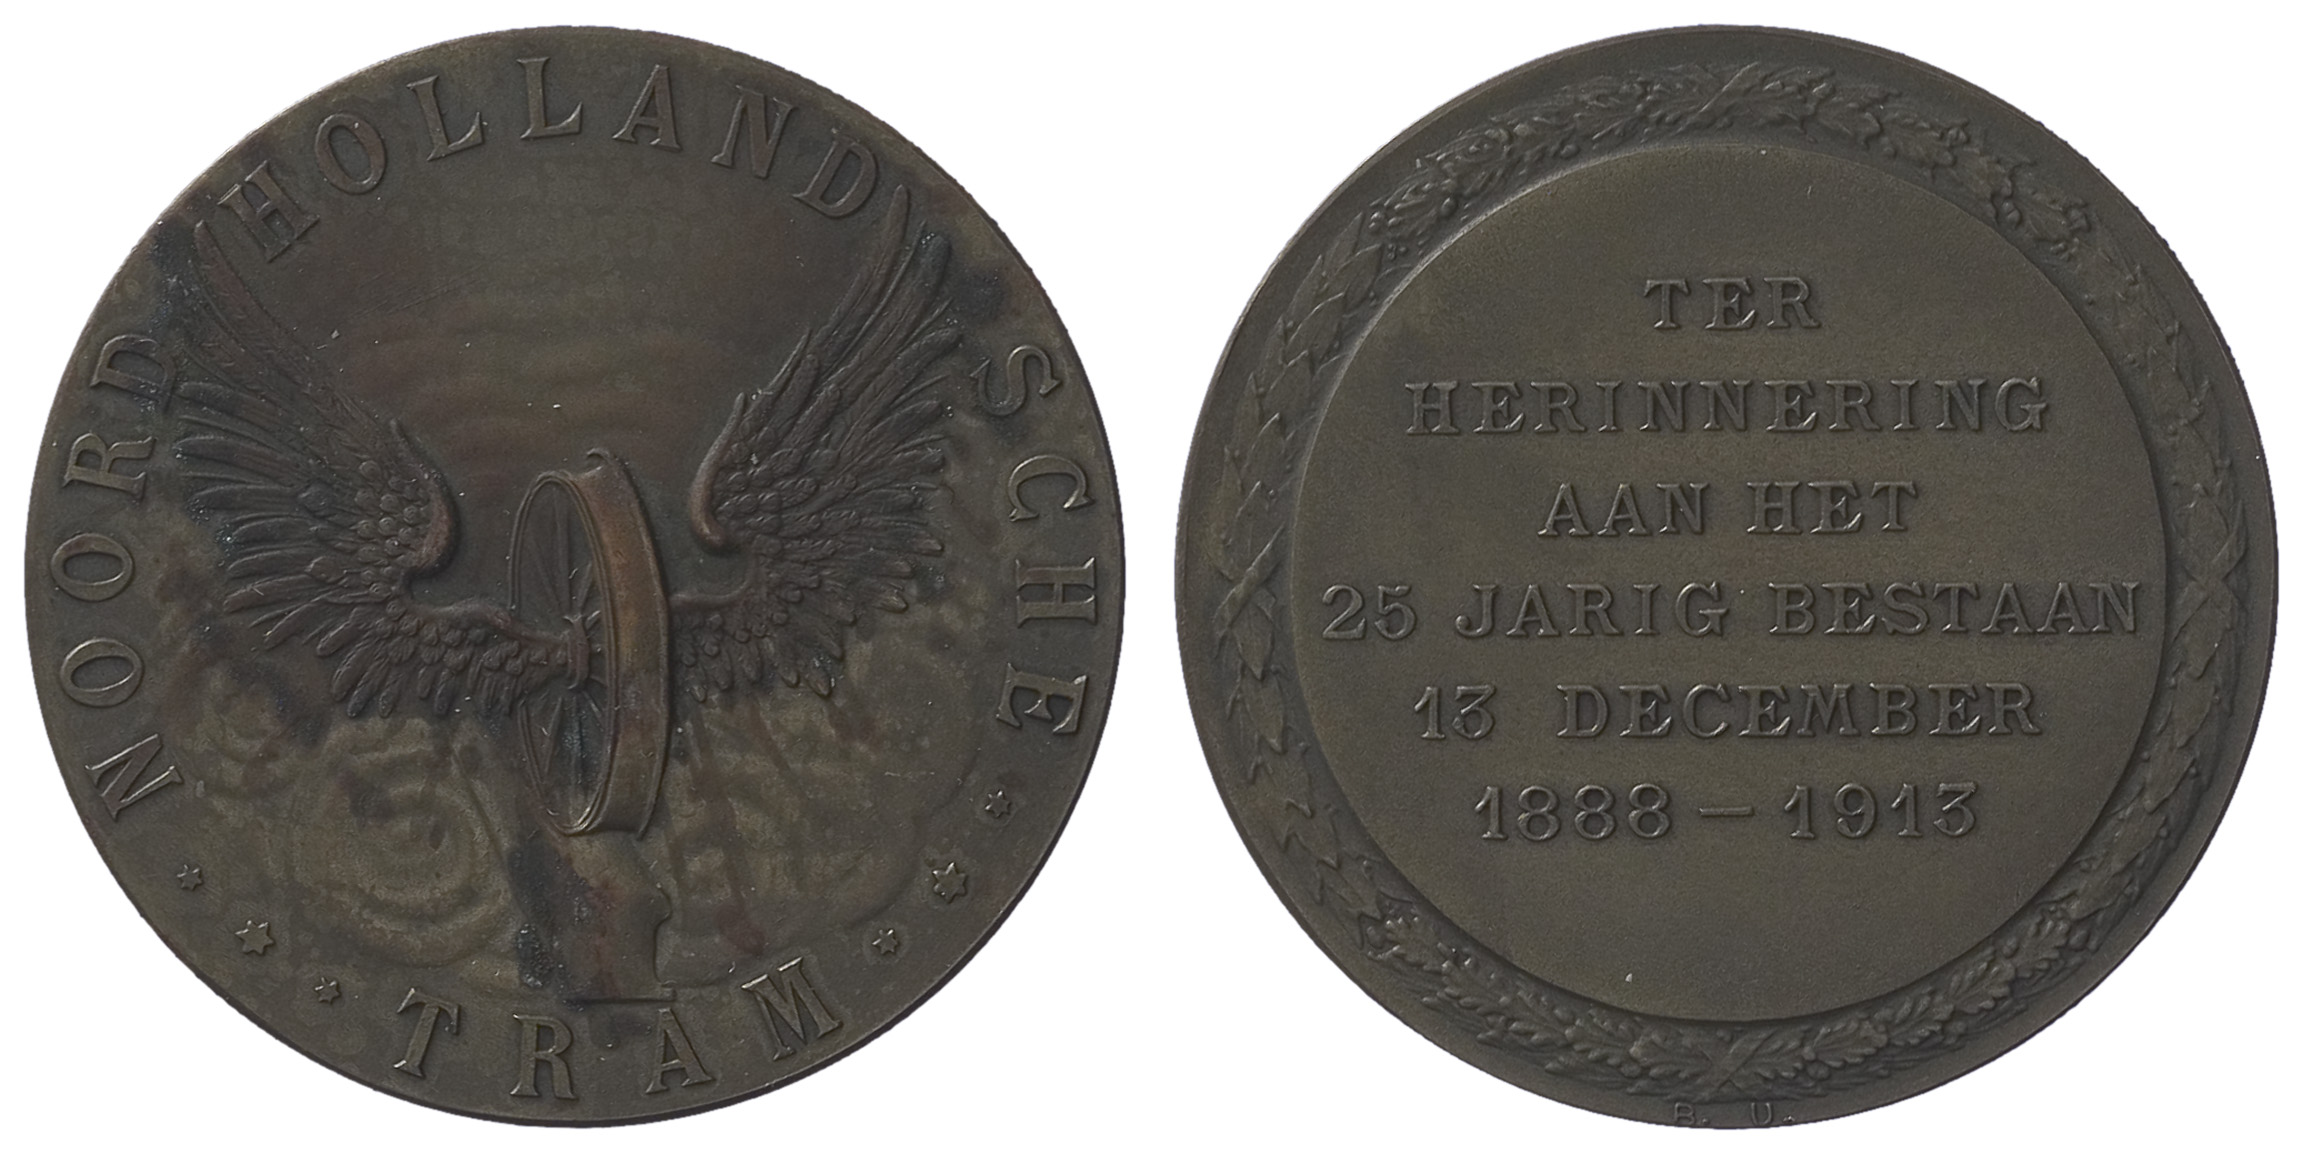 NOORD HOLLANDSCHE
TRAM
TER
HERINNERING
AAN HET
25 JARIG BESTAAN
13 DECEMBER
1888 – 1913
B. U.